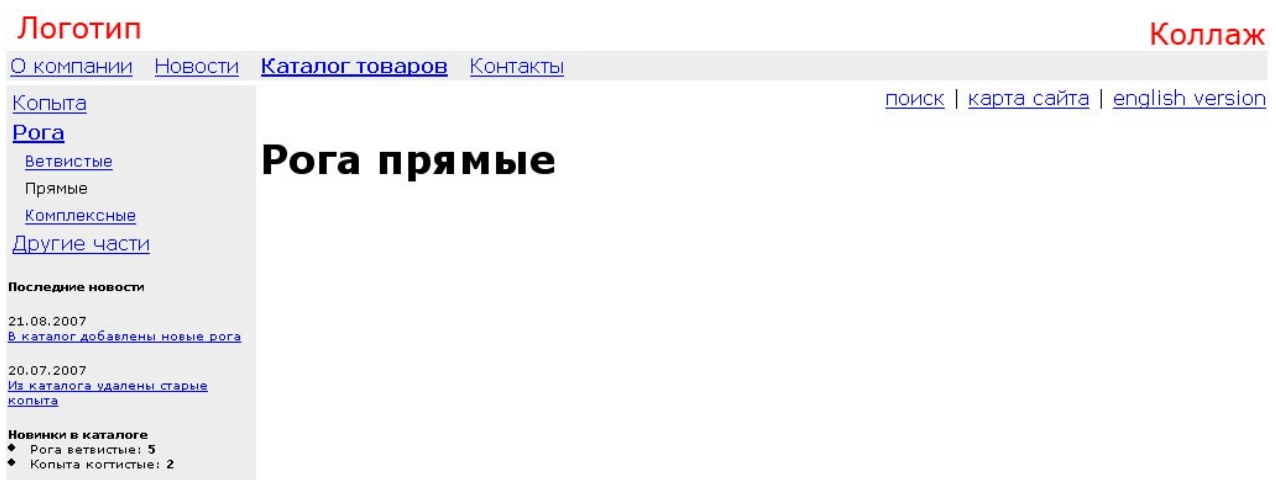 Логотип
Коллаж
О компании Новости Каталог товаров Контакты
поиск | карта сайта | english version
Копыта
Рога
Ветвистые
Прямые
Комплексные
Другие части
Последние новости
21.08.2007
В каталог добавлены новые рога
20.07.2007
Из каталога удалены старые
копыта
Новинки в каталоге
◆ Рога ветвистые: 5
◆ Копыта когтистые: 2
Рога прямые